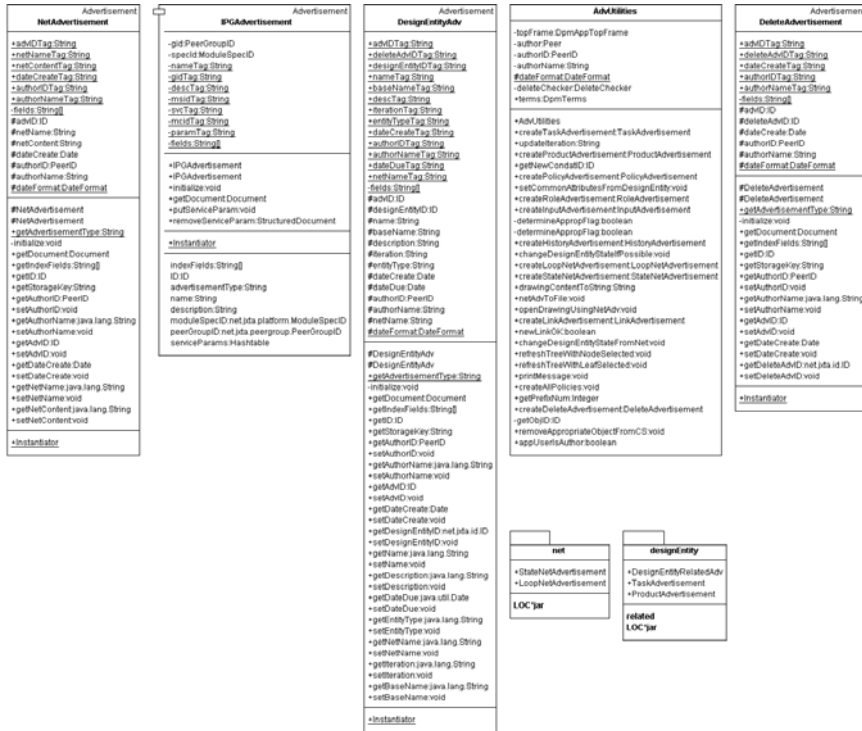 Advertisement
NetAdvertisement
+advIDTag:String
+netNameTag:String
+netContentTag:String
+dateCreateTag:String
+authorIDTag:String
+authorNameTag:String
-fields:String[]
#advID:ID
#netName:String
#netContent:String
#dateCreate:Date
#authorID:PeerID
#authorName:String
#dateFormat:DateFormat
#NetAdvertisement
#NetAdvertisement
+getAdvertisementType:String
-initialize:void
+getDocument:Document
+getIndexFields:String[]
+getID:ID
+getStorageKey:String
+getAuthorID:PeerID
+setAuthorID:void
+getAuthorName:java.lang.String
+setAuthorName:void
+getAdvID:ID
+setAdvID:void
+getDateCreate:Date
+setDateCreate:void
+getNetName:java.lang.String
+setNetName:void
+getNetContent:java.lang.String
+setNetContent:void
+Instantiator
Advertisement
IPGAdvertisement
-gid:PeerGroupID
-specId:ModuleSpecID
-nameTag:String
-gidTag:String
-descTag:String
-msidTag:String
-svcTag:String
-mcidTag:String
-paramTag:String
-fields:String[]
+IPGAdvertisement
+IPGAdvertisement
+initialize:void
+getDocument:Document
+putServiceParam:void
+removeServiceParam:StructuredDocument
+Instantiator
indexFields:String[]
ID:ID
advertisementType:String
name:String
description:String
moduleSpecID:net.jxta.platform.ModuleSpecID
peerGroupID:net.jxta.peergroup.PeerGroupID
serviceParams:Hashtable
Advertisement
DesignEntityAdv
+advIDTag:String
+deleteAdvIDTag:String
+designEntityIDTag:String
+nameTag:String
+baseNameTag:String
+descTag:String
+iterationTag:String
+entityTypeTag:String
+dateCreateTag:String
+authorIDTag:String
+authorNameTag:String
+dateDueTag:String
+netNameTag:String
-fields:String[]
#advID:ID
#designEntityID:ID
#name:String
#baseName:String
#description:String
#iteration:String
#entityType:String
#dateCreate:Date
#dateDue:Date
#authorID:PeerID
#authorName:String
#netName:String
#dateFormat:DateFormat
#DesignEntityAdv
#DesignEntityAdv
+getAdvertisementType:String
-initialize:void
+getDocument:Document
+getIndexFields:String[]
+getID:ID
+getStorageKey:String
+getAuthorID:PeerID
+setAuthorID:void
+getAuthorName:java.lang.String
+setAuthorName:void
+getAdvID:ID
+setAdvID:void
+getDateCreate:Date
+setDateCreate:void
+getDesignEntityID:net.jxta.id.ID
+setDesignEntityID:void
+getName:java.lang.String
+setName:void
+getDescription:java.lang.String
+setDescription:void
+getDateDue:java.util.Date
+setDateDue:void
+getEntityType:java.lang.String
+setEntityType:void
+getNetName:java.lang.String
+setNetName:void
+getIteration:java.lang.String
+setIteration:void
+getBaseName:java.lang.String
+setBaseName:void
+Instantiator
AdvUtilities
-topFrame:DpmAppTopFrame
-author:Peer
-authorID:PeerID
-authorName:String
#dateFormat:DateFormat
-deleteChecker:DeleteChecker
+terms:DpmTerms
+AdvUtilities
+createTaskAdvertisement:TaskAdvertisement
+updateIteration:String
+createProductAdvertisement:ProductAdvertisement
+getNewCondatID:ID
+createPolicyAdvertisement:PolicyAdvertisement
+setCommonAttributesFromDesignEntity:void
+createRoleAdvertisement:RoleAdvertisement
+createInputAdvertisement:InputAdvertisement
-determineAppropFlag:boolean
-determineAppropFlag:boolean
+createHistoryAdvertisement:HistoryAdvertisement
+changeDesignEntityStateIfPossible:void
+createLoopNetAdvertisement:LoopNetAdvertisement
+createStateNetAdvertisement:StateNetAdvertisement
+drawingContentToString:String
+netAdvToFile:void
+openDrawingUsingNetAdv:void
+createLinkAdvertisement:LinkAdvertisement
+newLinkOK:boolean
+changeDesignEntityStateFromNet:void
+refreshTreeWithNodeSelected:void
+refreshTreeWithLeafSelected:void
+printMessage:void
+createAllPolicies:void
+getPrefixNum:Integer
+createDeleteAdvertisement:DeleteAdvertisement
-getObjID:ID
+removeAppropriateObjectFromCS:void
+appUserIsAuthor:boolean
net
+StateNetAdvertisement
+LoopNetAdvertisement
LOC*jar
designEntity
+DesignEntityRelatedAdv
+TaskAdvertisement
+ProductAdvertisement
related
LOC*jar
Advertisement
DeleteAdvertisement
+advIDTag:String
+deleteAdvIDTag:String
+dateCreateTag:String
+authorIDTag:String
+authorNameTag:String
-fields:String[]
#advID:ID
#deleteAdvID:ID
#dateCreate:Date
#authorID:PeerID
#authorName:String
#dateFormat:DateFormat
#DeleteAdvertisement
#DeleteAdvertisement
+getAdvertisementType:String
-initialize:void
+getDocument:Document
+getIndexFields:String[]
+getID:ID
+getStorageKey:String
+getAuthorID:PeerID
+setAuthorID:void
+getAuthorName:java.lang.String
+setAuthorName:void
+getAdvID:ID
+setAdvID:void
+getDateCreate:Date
+setDateCreate:void
+getDeleteAdvID:net.jxta.id.ID
+setDeleteAdvID:void
+Instantiator